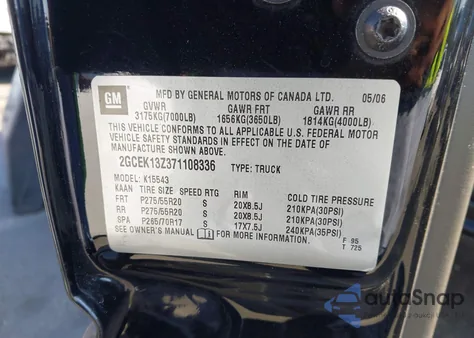 GM
MFD BY GENERAL MOTORS OF CANADA LTD. 05/06
GVWR GAWR FRT GAWR RR
3175KG(7000LB) 1656KG(3650LB) 1814KG(4000LB)
THIS VEHICLE CONFORMS TO ALL APPLICABLE U.S. FEDERAL MOTOR
VEHICLE SAFETY STANDARDS IN EFFECT ON THE DATE OF
MANUFACTURE SHOWN ABOVE.
2GCEK13Z371108336 TYPE: TRUCK
MODEL: K15543
KAAN TIRE SIZE SPEED RTG RIM COLD TIRE PRESSURE
FRT P275/55R20 S 20X8.5J 210KPA(30PSI)
RR P275/55R20 S 20X8.5J 210KPA(30PSI)
SPA P265/70R17 S 17X7.5J 240KPA(35PSI)
SEE OWNER'S MANUAL i FOR MORE INFORMATION.
F 95
T 725
autoSnap